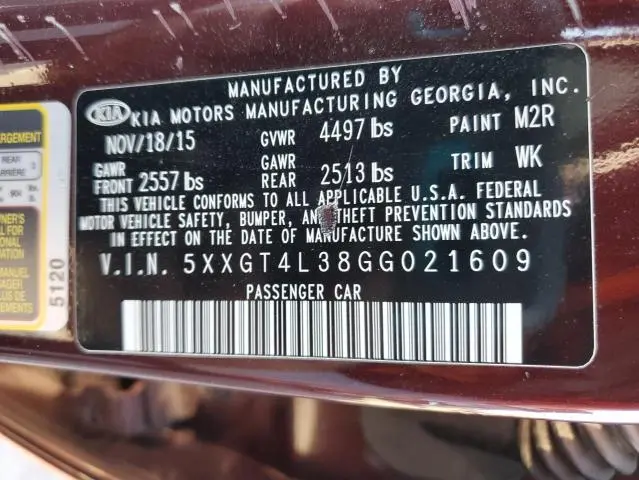 MANUFACTURED BY
KIA KIA MOTORS MANUFACTURING GEORGIA, INC.
NOV/18/15 GVWR 4497 lbs PAINT M2R
GAWR FRONT 2557 lbs GAWR REAR 2513 lbs TRIM WK
THIS VEHICLE CONFORMS TO ALL APPLICABLE U.S.A. FEDERAL
MOTOR VEHICLE SAFETY, BUMPER, AND THEFT PREVENTION STANDARDS
IN EFFECT ON THE DATE OF MANUFACTURE SHOWN ABOVE.
V.I.N. 5XXGT4L38GG021609
PASSENGER CAR
REAR
5120